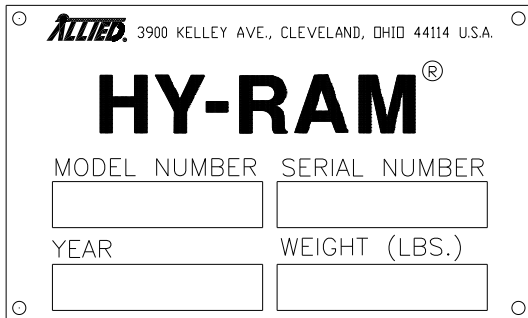 ALLIED. 3900 KELLEY AVE., CLEVELAND, OHIO 44114 U.S.A.
HY-RAM®
MODEL NUMBER SERIAL NUMBER
YEAR WEIGHT (LBS.)